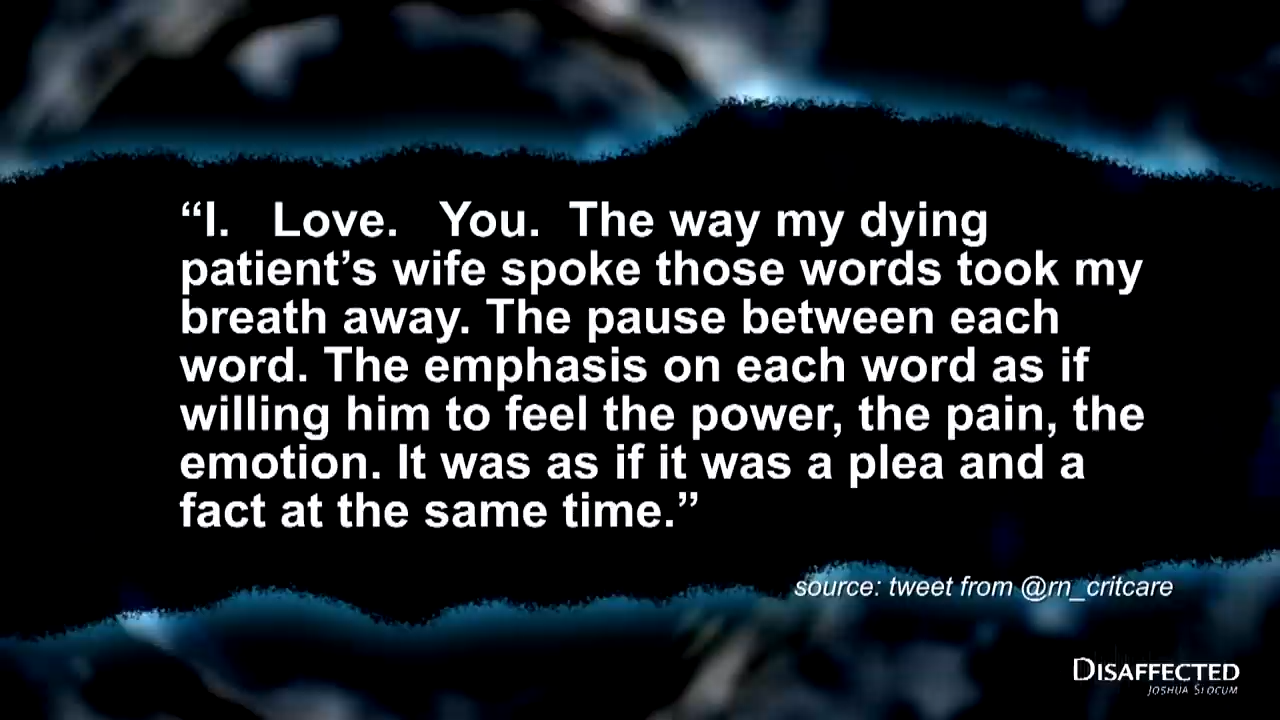 “I.   Love.   You.  The way my dying
patient’s wife spoke those words took my
breath away. The pause between each
word. The emphasis on each word as if
willing him to feel the power, the pain, the
emotion. It was as if it was a plea and a
fact at the same time.”
source: tweet from @rn_critcare
DISAFFECTED
JOSHUA SLOCUM